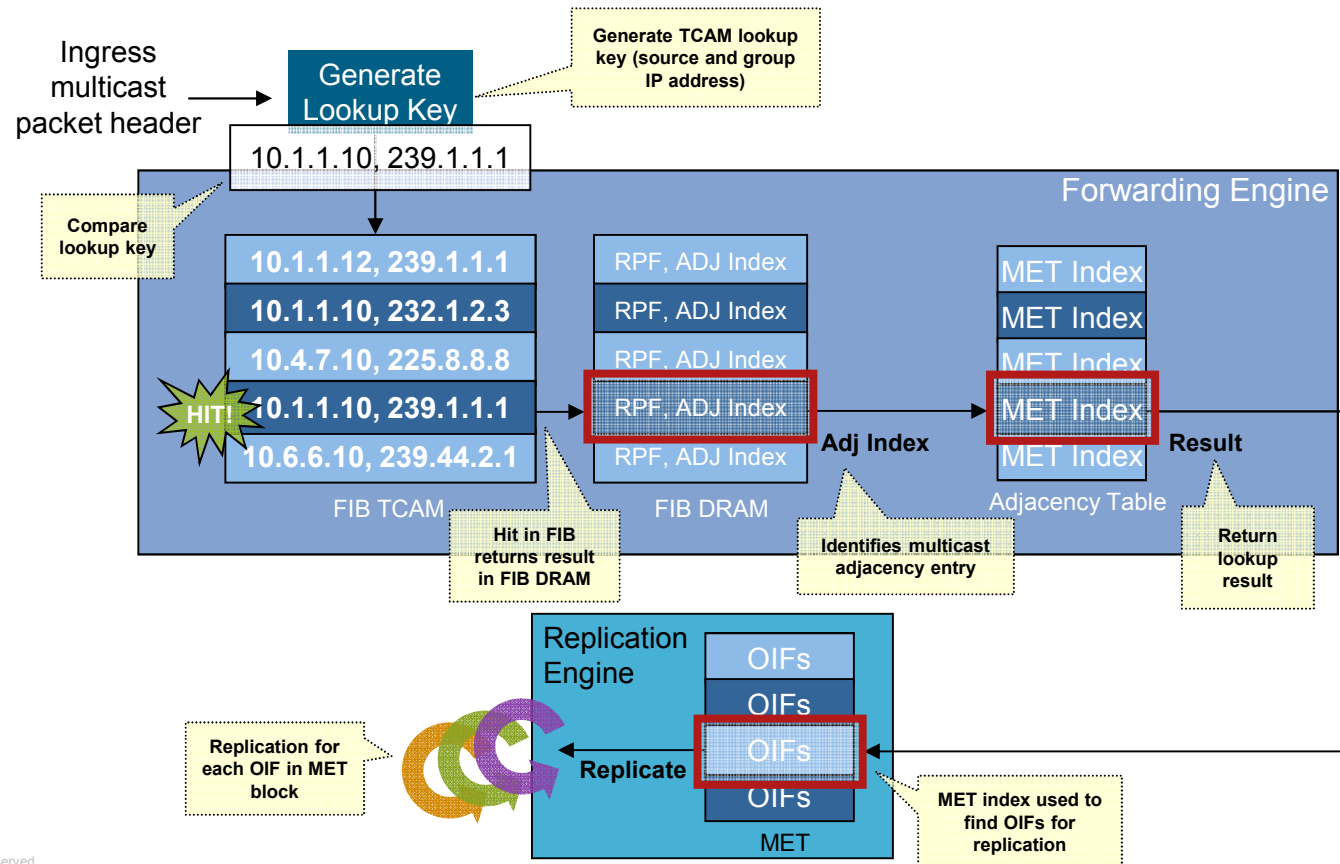 Ingress
multicast
packet header
Generate
Lookup Key
Generate TCAM lookup
key (source and group
IP address)
10.1.1.10, 239.1.1.1
Forwarding Engine
Compare
lookup key
10.1.1.12, 239.1.1.1
10.1.1.10, 232.1.2.3
10.4.7.10, 225.8.8.8
10.1.1.10, 239.1.1.1
10.6.6.10, 239.44.2.1
HIT!
FIB TCAM
RPF, ADJ Index
RPF, ADJ Index
RPF, ADJ Index
RPF, ADJ Index
RPF, ADJ Index
FIB DRAM
Adj Index
MET Index
MET Index
MET Index
MET Index
MET Index
Adjacency Table
Result
Hit in FIB
returns result
in FIB DRAM
Identifies multicast
adjacency entry
Return
lookup
result
Replication
Engine
OIFs
OIFs
OIFs
OIFs
MET
Replicate
Replication for
each OIF in MET
block
MET index used to
find OIFs for
replication